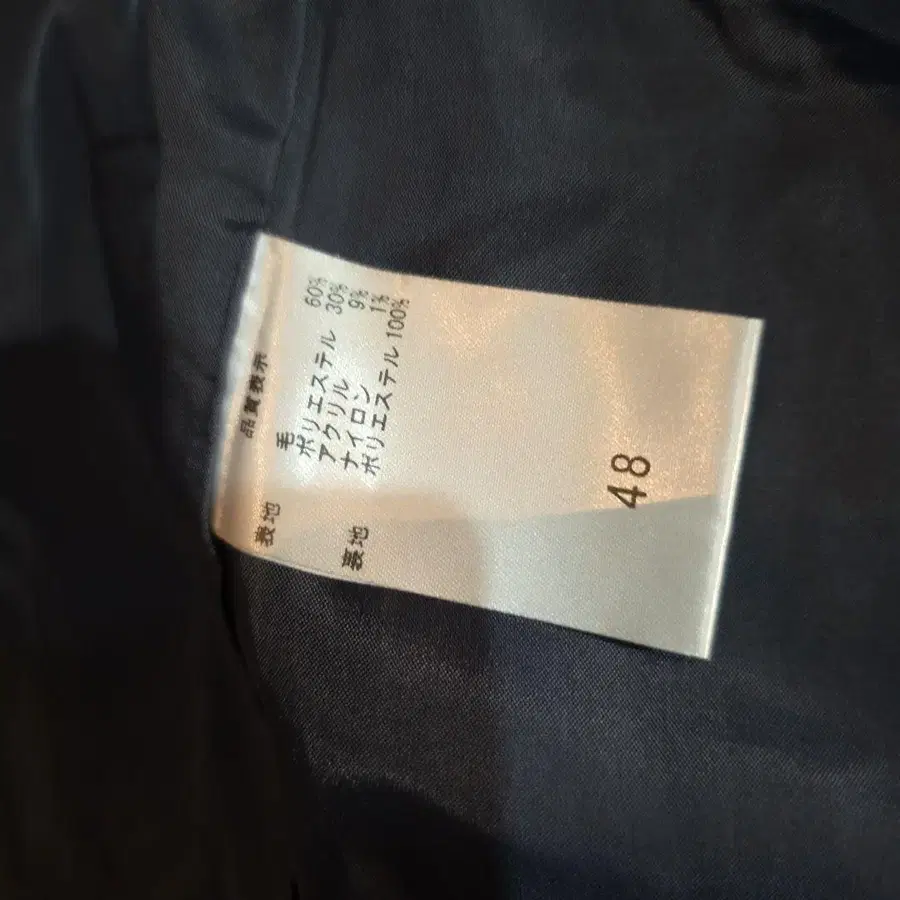 品質表示
表地 毛 60%
ポリエステル 30%
アクリル 9%
ナイロン 1%
裏地 ポリエステル 100%
48